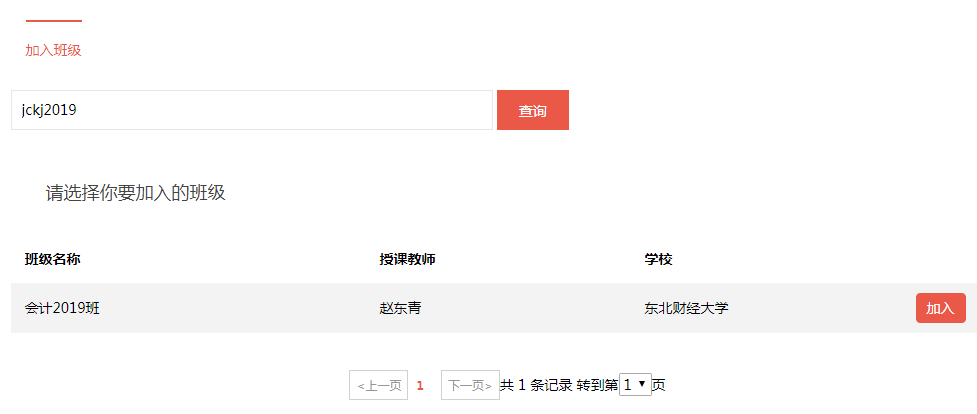 加入班级
jckj2019 查询
请选择你要加入的班级
班级名称 授课教师 学校
会计2019班 赵东青 东北财经大学 加入
<上一页 1 下一页> 共 1 条记录 转到第 1 页